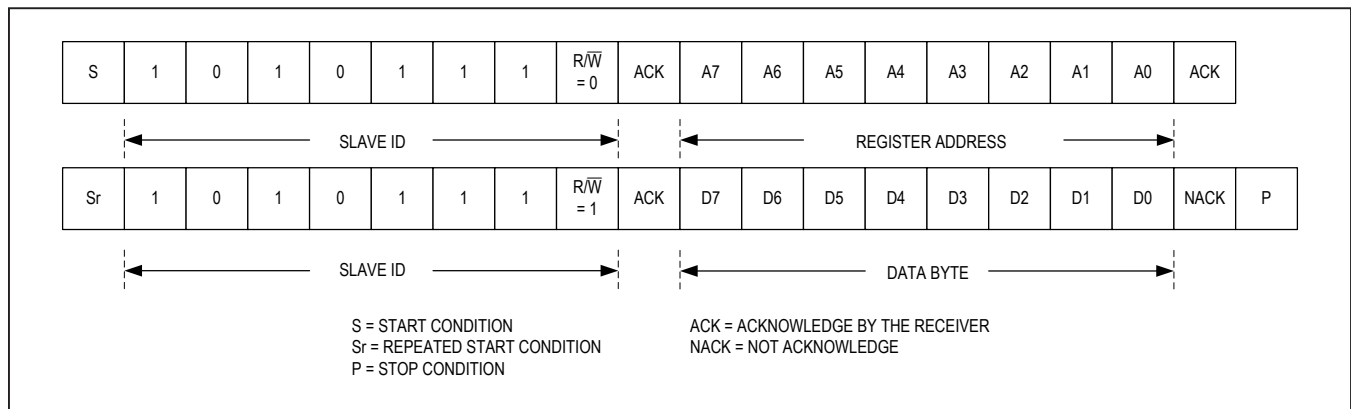 S 1 0 1 0 1 1 1 R/W̅ = 0 ACK A7 A6 A5 A4 A3 A2 A1 A0 ACK
SLAVE ID REGISTER ADDRESS
Sr 1 0 1 0 1 1 1 R/W̅ = 1 ACK D7 D6 D5 D4 D3 D2 D1 D0 NACK P
SLAVE ID DATA BYTE
S = START CONDITION
Sr = REPEATED START CONDITION
P = STOP CONDITION
ACK = ACKNOWLEDGE BY THE RECEIVER
NACK = NOT ACKNOWLEDGE